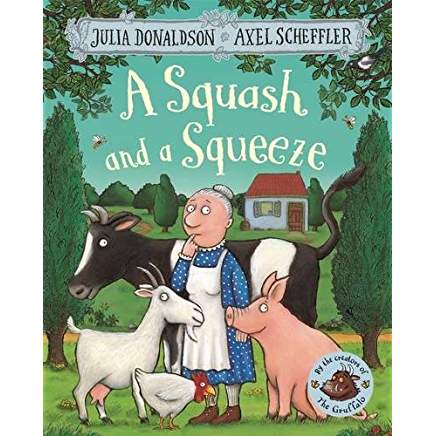 JULIA DONALDSON AXEL SCHEFFLER
A Squash
and a Squeeze
By the creators of
The Gruffalo